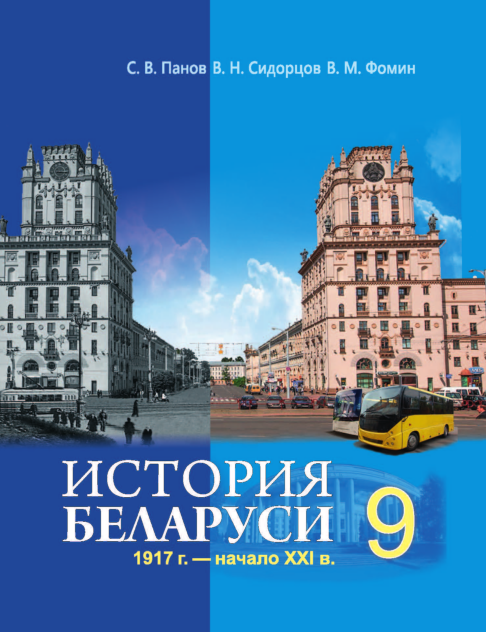 С. В. Панов В. Н. Сидорцов В. М. Фомин
ИСТОРИЯ
БЕЛАРУСИ 9
1917 г. — начало XXI в.